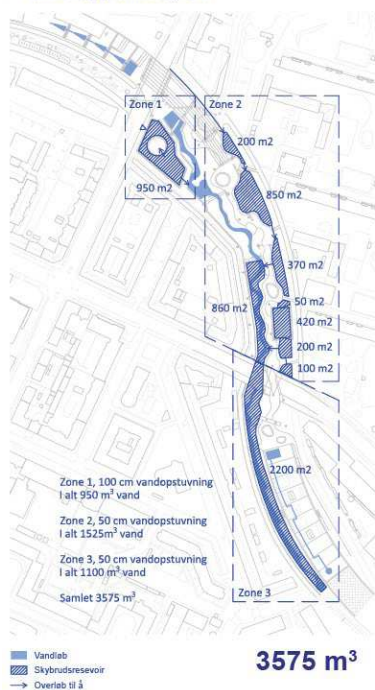 Zone 1
Zone 2
200 m2
850 m2
950 m2
370 m2
50 m2
860 m2
420 m2
200 m2
100 m2
2200 m2
Zone 1, 100 cm vandopstuvning
I alt 950 m³ vand
Zone 2, 50 cm vandopstuvning
I alt 1525m³ vand
Zone 3, 50 cm vandopstuvning
I alt 1100 m³ vand
Samlet 3575 m³
Zone 3
Vandløb
Skybrudsresevoir
Overløb til å
3575 m³